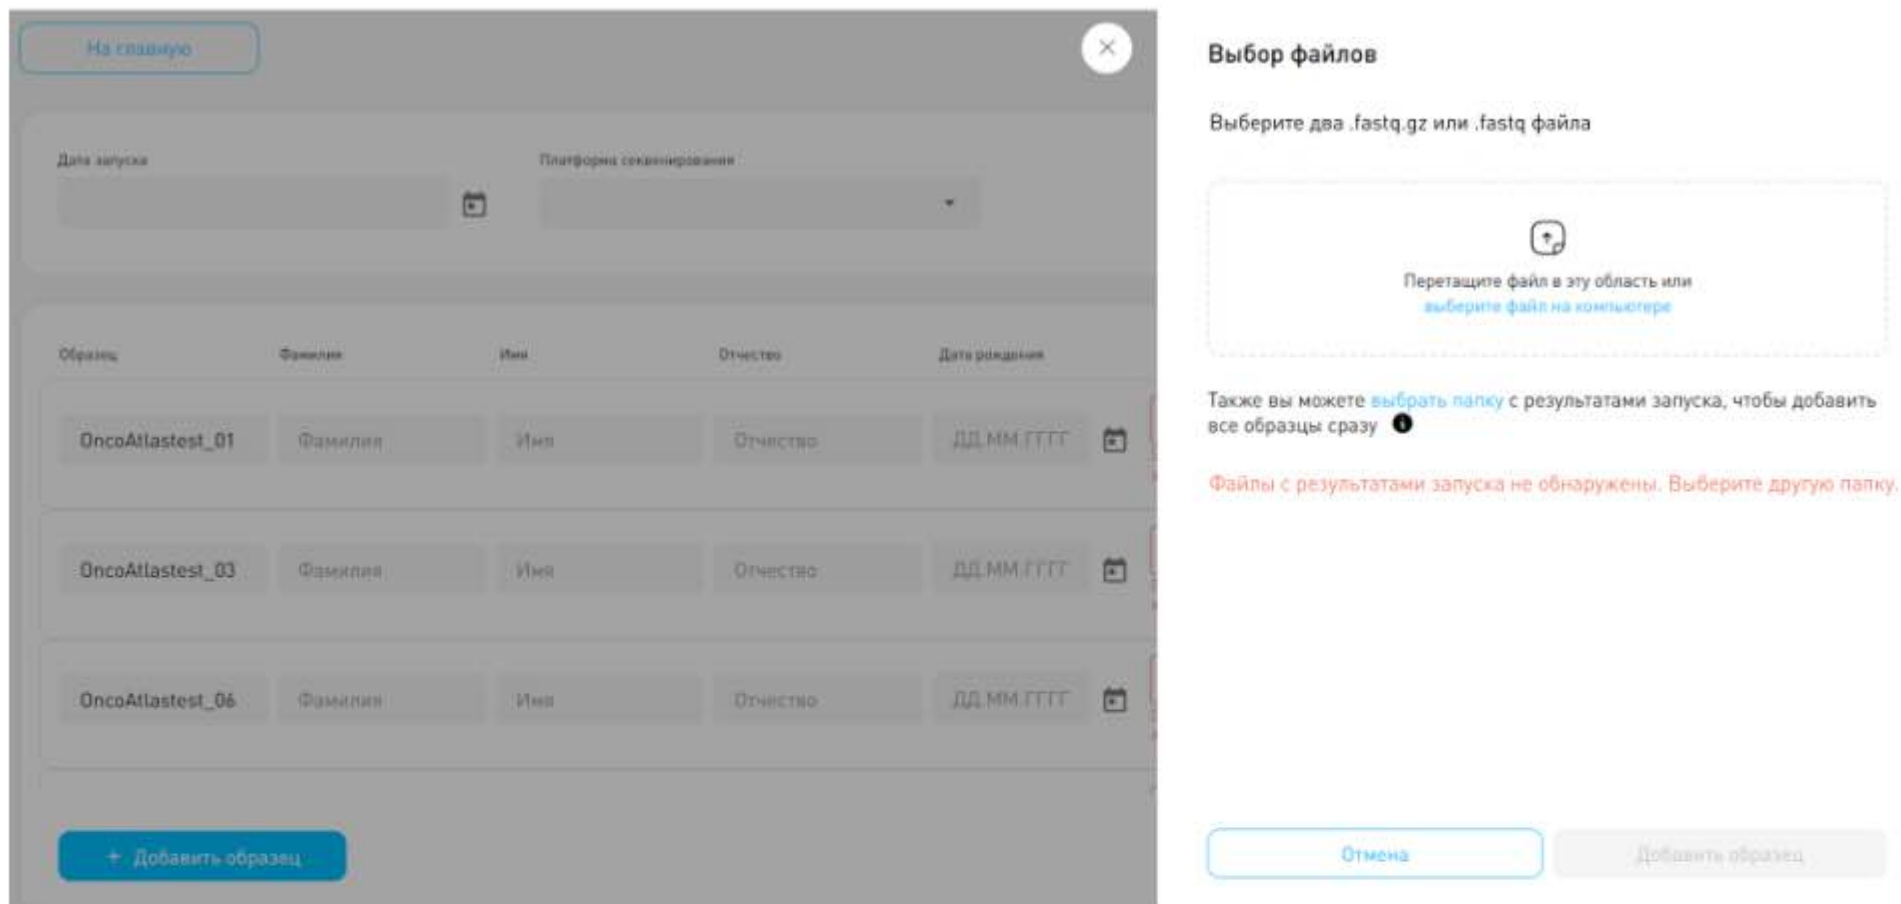 На главную
Дата запуска
Платформа секвенирования
Образец
Фамилия
Имя
Отчество
Дата рождения
OncoAtlastest_01
Фамилия
Имя
Отчество
ДД.ММ.ГГГГ
OncoAtlastest_03
Фамилия
Имя
Отчество
ДД.ММ.ГГГГ
OncoAtlastest_06
Фамилия
Имя
Отчество
ДД.ММ.ГГГГ
+ Добавить образец
Выбор файлов
Выберите два .fastq.gz или .fastq файла
Перетащите файл в эту область или
выберите файл на компьютере
Также вы можете выбрать папку с результатами запуска, чтобы добавить
все образцы сразу
Файлы с результатами запуска не обнаружены. Выберите другую папку.
Отмена
Добавить образец